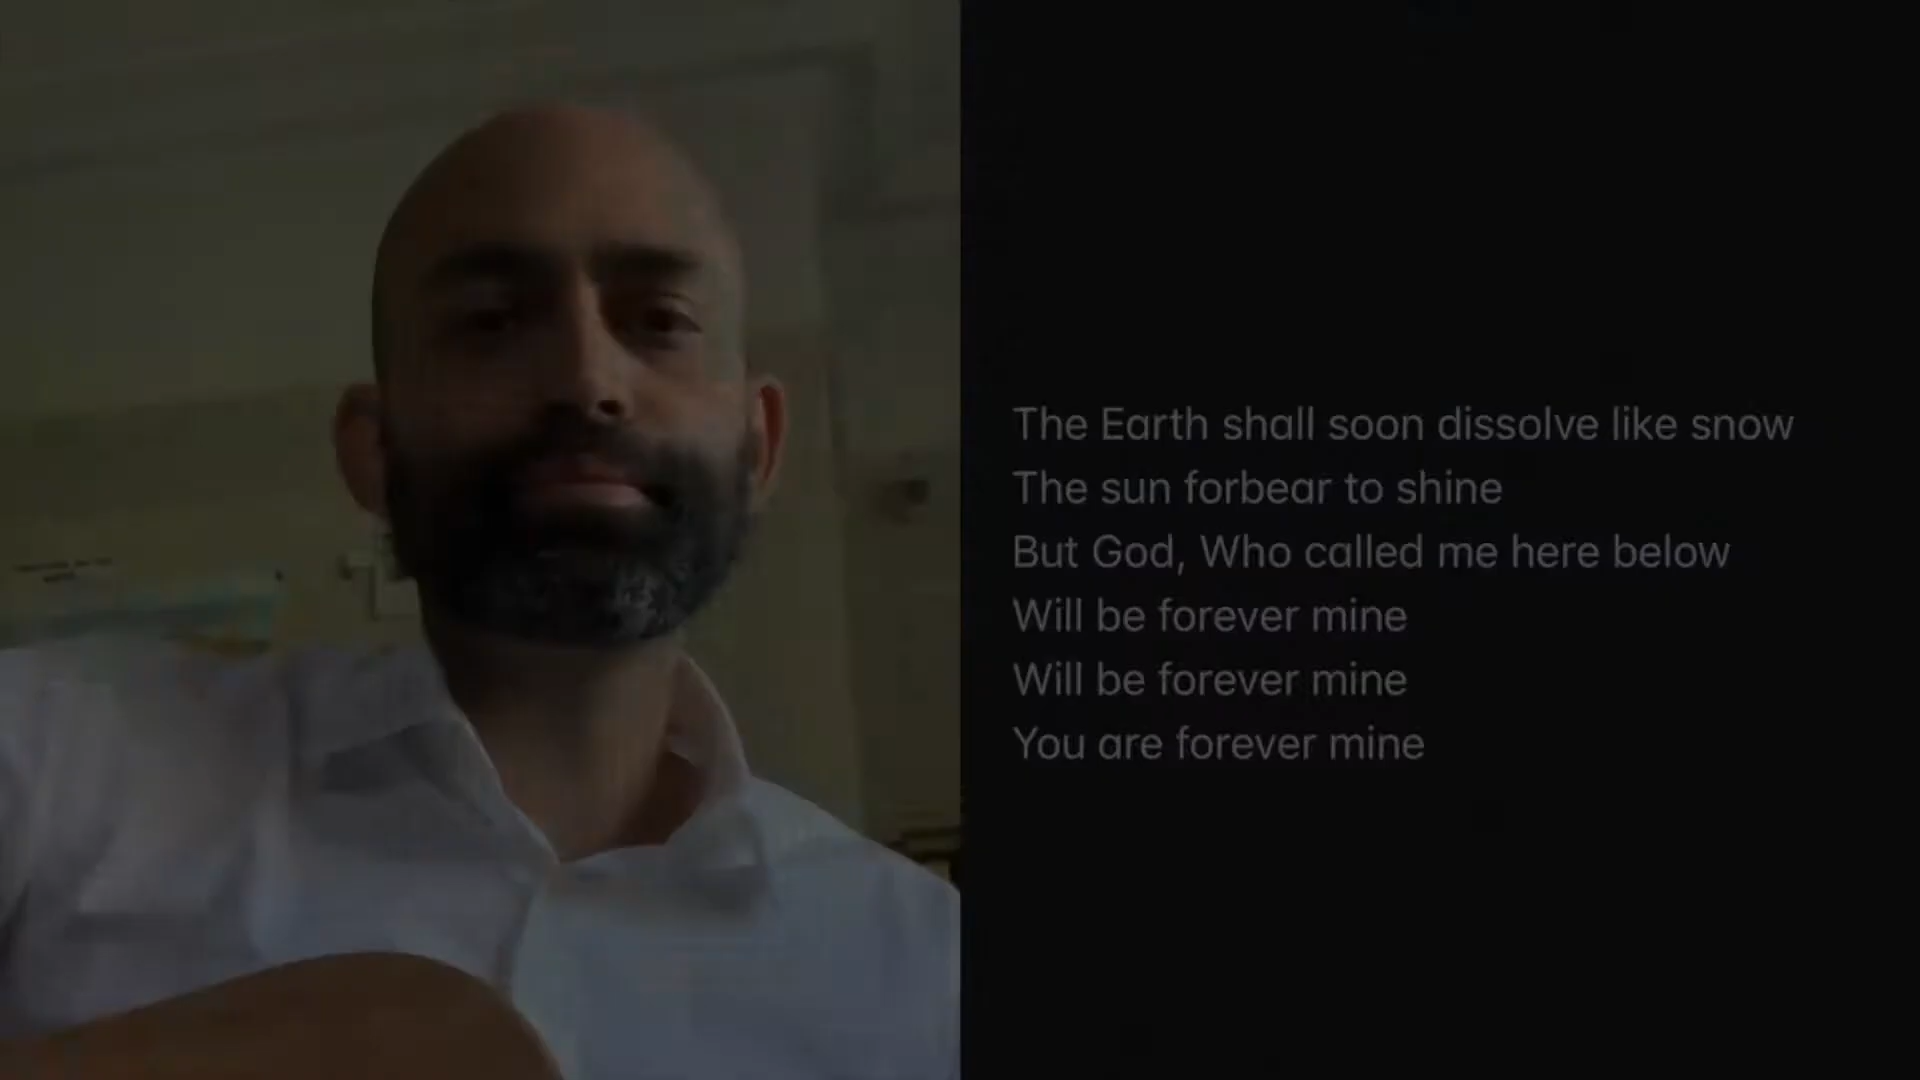 The Earth shall soon dissolve like snow
The sun forbear to shine
But God, Who called me here below
Will be forever mine
Will be forever mine
You are forever mine